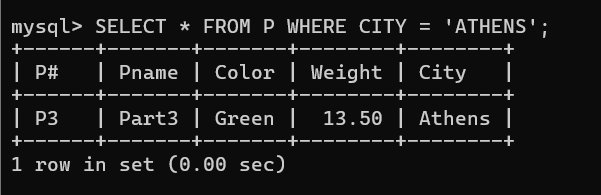 mysql> SELECT * FROM P WHERE CITY = 'ATHENS';
+------+-------+-------+--------+--------+
| P#   | Pname | Color | Weight | City   |
+------+-------+-------+--------+--------+
| P3   | Part3 | Green |  13.50 | Athens |
+------+-------+-------+--------+--------+
1 row in set (0.00 sec)